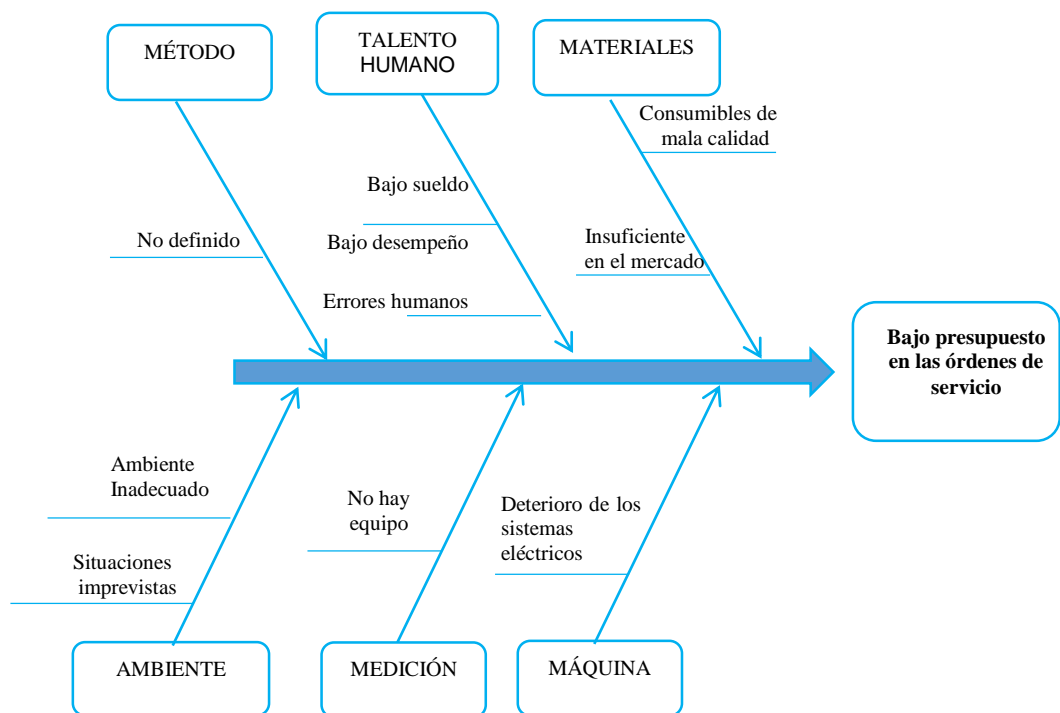 MÉTODO
TALENTO
HUMANO
MATERIALES
Consumibles de
mala calidad
Bajo sueldo
No definido
Bajo desempeño
Insuficiente
en el mercado
Errores humanos
Bajo presupuesto
en las órdenes de
servicio
Ambiente
Inadecuado
No hay
equipo
Deterioro de los
sistemas
eléctricos
Situaciones
imprevistas
AMBIENTE
MEDICIÓN
MÁQUINA